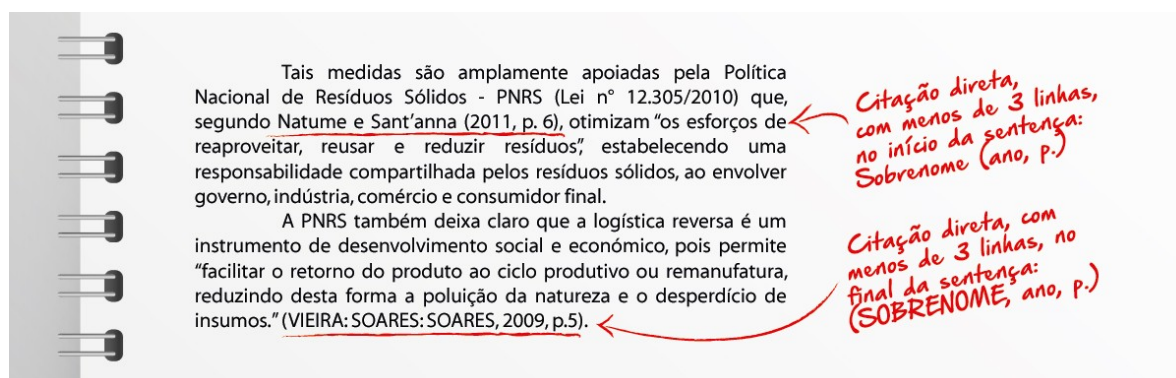 Tais medidas são amplamente apoiadas pela Política
Nacional de Resíduos Sólidos - PNRS (Lei n° 12.305/2010) que,
segundo Natume e Sant'anna (2011, p. 6), otimizam "os esforços de
reaproveitar, reusar e reduzir resíduos", estabelecendo uma
responsabilidade compartilhada pelos resíduos sólidos, ao envolver
governo, indústria, comércio e consumidor final.
A PNRS também deixa claro que a logística reversa é um
instrumento de desenvolvimento social e económico, pois permite
"facilitar o retorno do produto ao ciclo produtivo ou remanufatura,
reduzindo desta forma a poluição da natureza e o desperdício de
insumos." (VIEIRA: SOARES: SOARES, 2009, p.5).
Citação direta,
com menos de 3 linhas,
no início da sentença:
Sobrenome (ano, p.)
Citação direta, com
menos de 3 linhas, no
final da sentença:
(SOBRENOME, ano, p.)